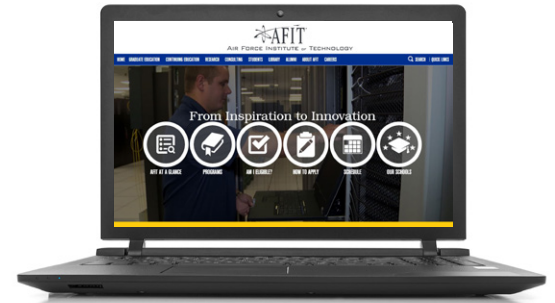 AFIT
AIR FORCE INSTITUTE OF TECHNOLOGY
HOME GRADUATE EDUCATION CONTINUING EDUCATION RESEARCH CONSULTING STUDENTS LIBRARY ALUMNI ABOUT AFIT CAREERS SEARCH | QUICK LINKS
From Inspiration to Innovation
AFIT AT A GLANCE PROGRAMS AM I ELIGIBLE? HOW TO APPLY SCHEDULE OUR SCHOOLS